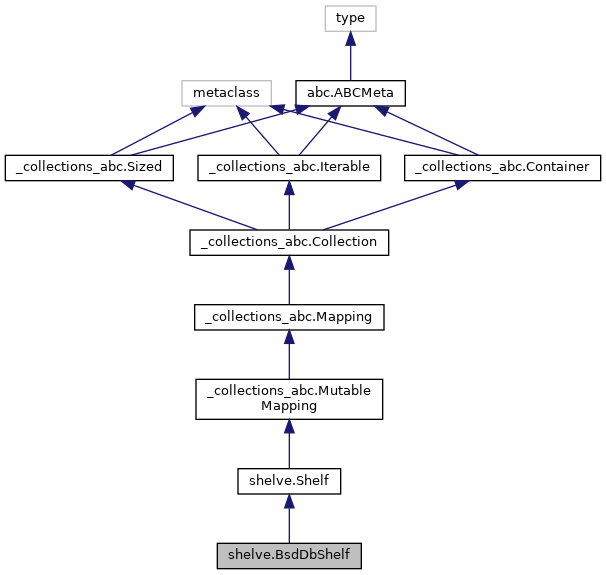 type
metaclass
abc.ABCMeta
_collections_abc.Sized
_collections_abc.Iterable
_collections_abc.Container
_collections_abc.Collection
_collections_abc.Mapping
_collections_abc.Mutable
Mapping
shelve.Shelf
shelve.BsdDbShelf